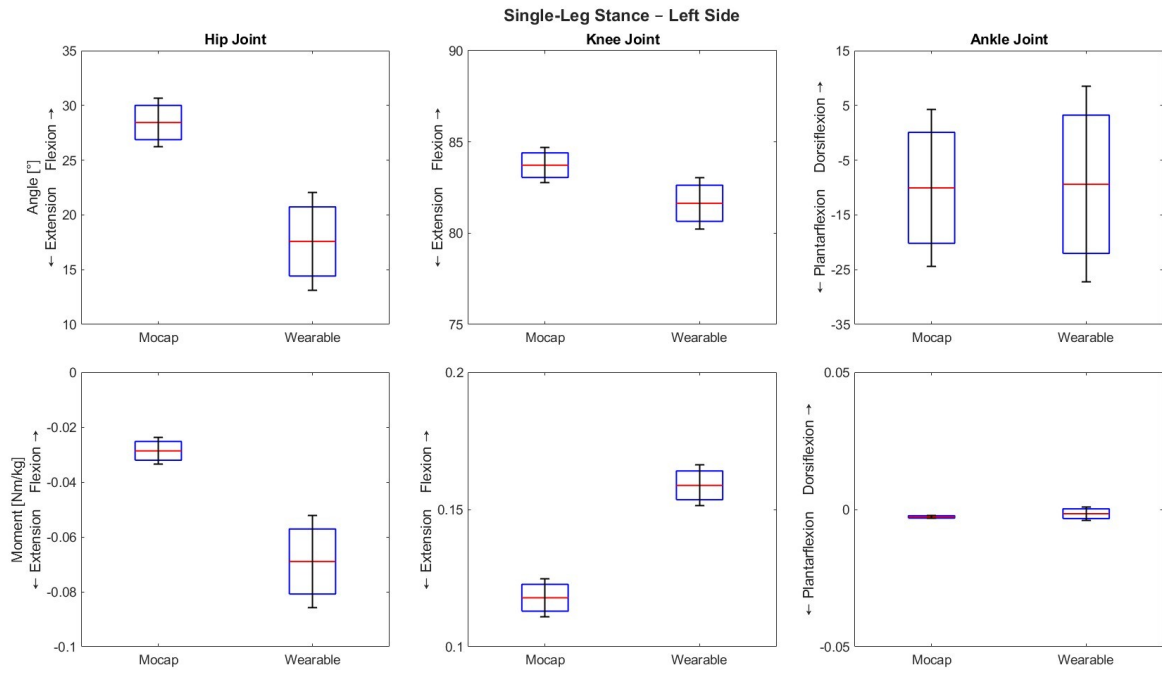 Single-Leg Stance – Left Side
Hip Joint
Knee Joint
Ankle Joint
Angle [°]
← Extension Flexion →
35
30
25
20
15
10
Mocap
Wearable
← Extension Flexion →
90
85
80
75
Mocap
Wearable
← Plantarflexion Dorsiflexion →
15
5
-5
-15
-25
-35
Mocap
Wearable
Moment [Nm/kg]
← Extension Flexion →
0
-0.02
-0.04
-0.06
-0.08
-0.1
Mocap
Wearable
← Extension Flexion →
0.2
0.15
0.1
Mocap
Wearable
← Plantarflexion Dorsiflexion →
0.05
0
-0.05
Mocap
Wearable